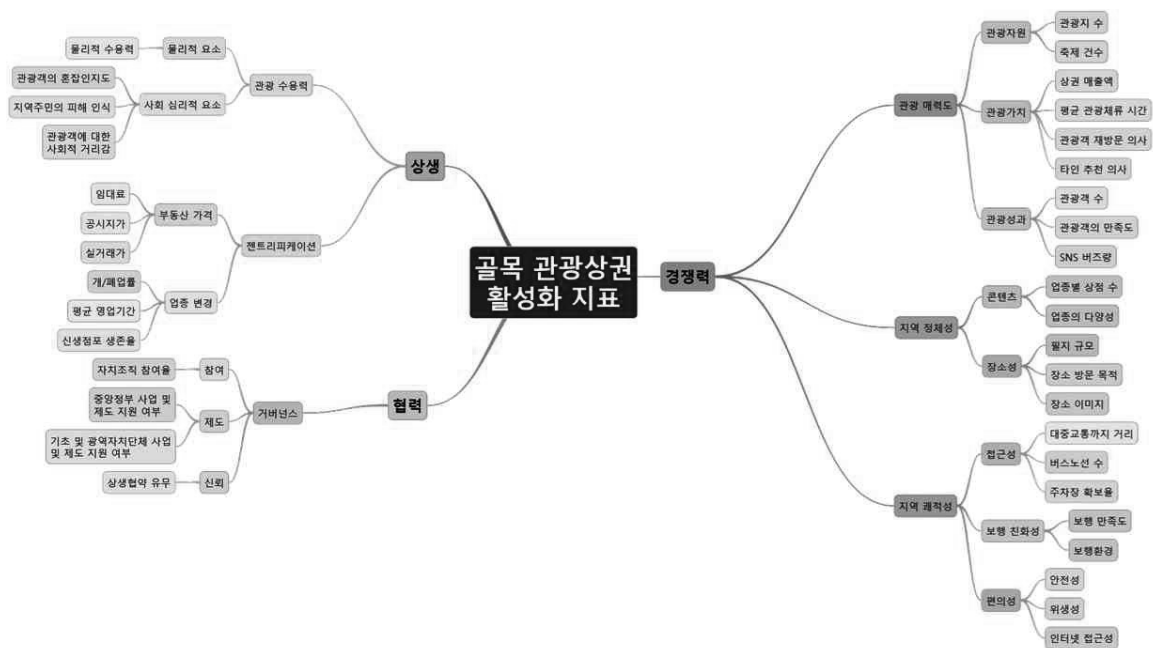 골목 관광상권
활성화 지표
상생
관광 수용력
물리적 요소
물리적 수용력
사회 심리적 요소
관광객의 혼잡인지도
지역주민의 피해 인식
관광객에 대한
사회적 거리감
젠트리피케이션
부동산 가격
임대료
공시지가
실거래가
업종 변경
개/폐업률
평균 영업기간
신생점포 생존율
협력
거버넌스
참여
자치조직 참여율
제도
중앙정부 사업 및
제도 지원 여부
기초 및 광역자치단체 사업
및 제도 지원 여부
신뢰
상생협약 유무
경쟁력
관광 매력도
관광자원
관광지 수
축제 건수
관광가치
상권 매출액
평균 관광체류 시간
관광객 재방문 의사
타인 추천 의사
관광성과
관광객 수
관광객의 만족도
SNS 버즈량
지역 정체성
콘텐츠
업종별 상점 수
업종의 다양성
장소성
필지 규모
장소 방문 목적
장소 이미지
지역 쾌적성
접근성
대중교통까지 거리
버스노선 수
주차장 확보율
보행 친화성
보행 만족도
보행환경
편의성
안전성
위생성
인터넷 접근성